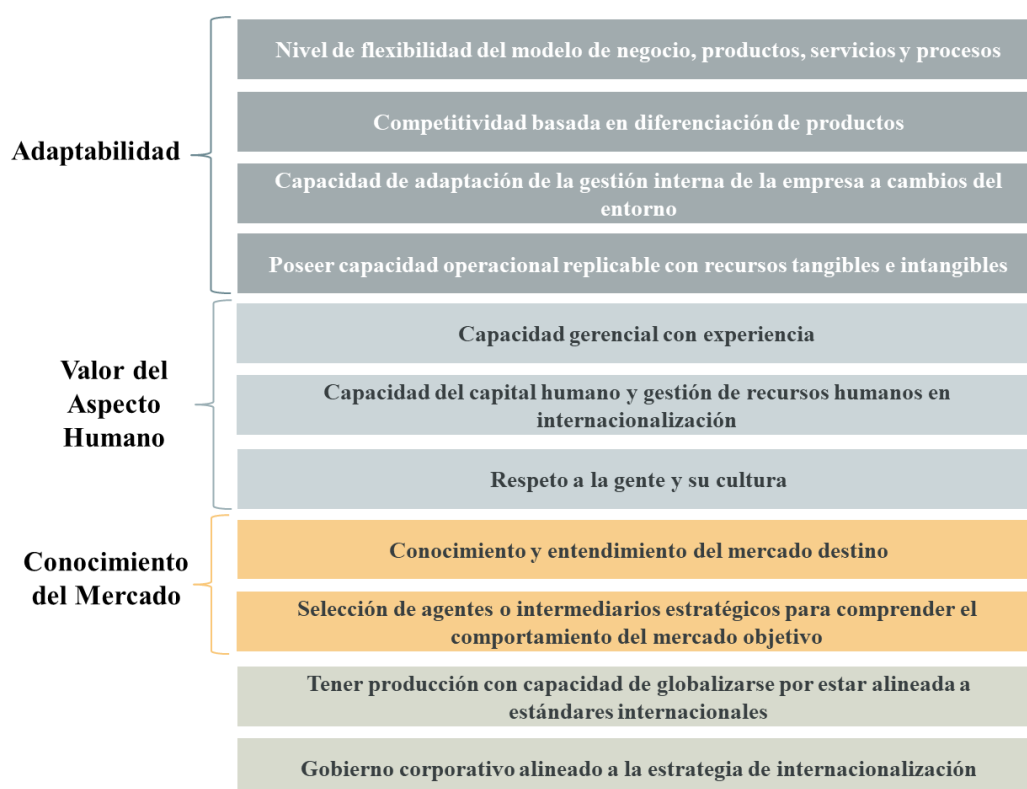 Adaptabilidad
Nivel de flexibilidad del modelo de negocio, productos, servicios y procesos
Competitividad basada en diferenciación de productos
Capacidad de adaptación de la gestión interna de la empresa a cambios del
entorno
Poseer capacidad operacional replicable con recursos tangibles e intangibles
Valor del
Aspecto
Humano
Capacidad gerencial con experiencia
Capacidad del capital humano y gestión de recursos humanos en
internacionalización
Respeto a la gente y su cultura
Conocimiento
del Mercado
Conocimiento y entendimiento del mercado destino
Selección de agentes o intermediarios estratégicos para comprender el
comportamiento del mercado objetivo
Tener producción con capacidad de globalizarse por estar alineada a
estándares internacionales
Gobierno corporativo alineado a la estrategia de internacionalización